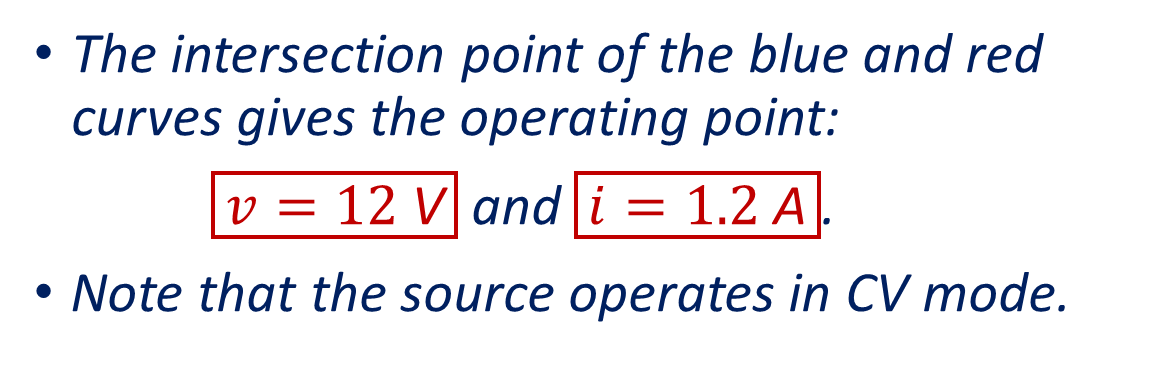 • The intersection point of the blue and red
curves gives the operating point:
v = 12 V and i = 1.2 A.
• Note that the source operates in CV mode.